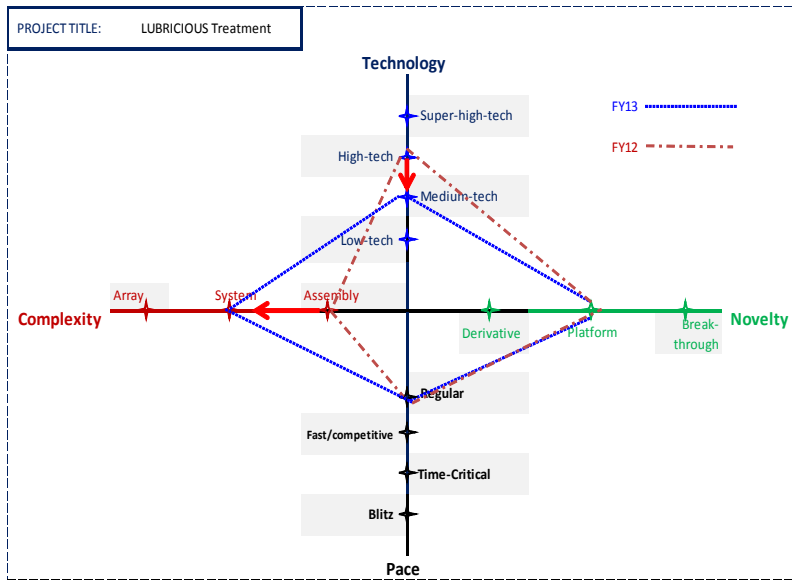 PROJECT TITLE: LUBRICIOUS Treatment
Technology
Super-high-tech
FY13
High-tech
FY12
Medium-tech
Low-tech
Array
System
Assembly
Complexity
Novelty
Derivative
Platform
Break-
through
Regular
Fast/competitive
Time-Critical
Blitz
Pace